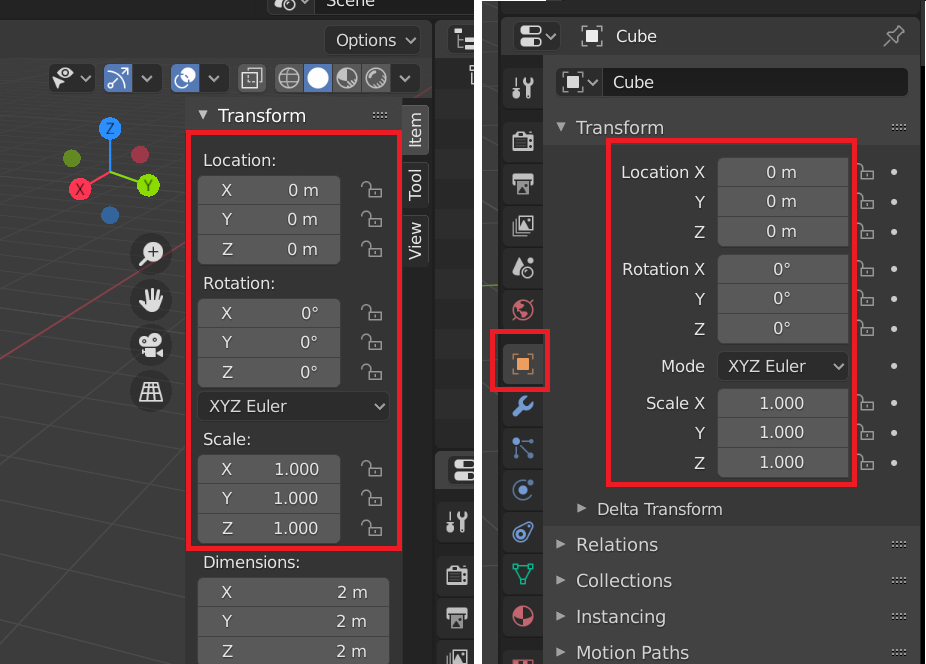 Scene
Options
Transform
Item
Tool
View
Z
X
Y
Location:
X 0 m
Y 0 m
Z 0 m
Rotation:
X 0°
Y 0°
Z 0°
XYZ Euler
Scale:
X 1.000
Y 1.000
Z 1.000
Dimensions:
X 2 m
Y 2 m
Z 2 m
Cube
Cube
Transform
Location X 0 m
Y 0 m
Z 0 m
Rotation X 0°
Y 0°
Z 0°
Mode XYZ Euler
Scale X 1.000
Y 1.000
Z 1.000
Delta Transform
Relations
Collections
Instancing
Motion Paths